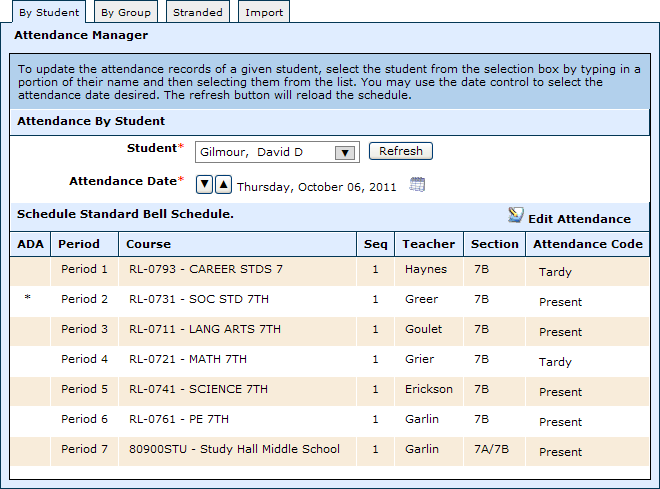 By Student By Group Stranded Import
Attendance Manager
To update the attendance records of a given student, select the student from the selection box by typing in a
portion of their name and then selecting them from the list. You may use the date control to select the
attendance date desired. The refresh button will reload the schedule.
Attendance By Student
Student* Gilmour, David D Refresh
Attendance Date* Thursday, October 06, 2011
Schedule Standard Bell Schedule. Edit Attendance
ADA Period Course Seq Teacher Section Attendance Code
Period 1 RL-0793 - CAREER STDS 7 1 Haynes 7B Tardy
* Period 2 RL-0731 - SOC STD 7TH 1 Greer 7B Present
Period 3 RL-0711 - LANG ARTS 7TH 1 Goulet 7B Present
Period 4 RL-0721 - MATH 7TH 1 Grier 7B Tardy
Period 5 RL-0741 - SCIENCE 7TH 1 Erickson 7B Present
Period 6 RL-0761 - PE 7TH 1 Garlin 7B Present
Period 7 80900STU - Study Hall Middle School 1 Garlin 7A/7B Present